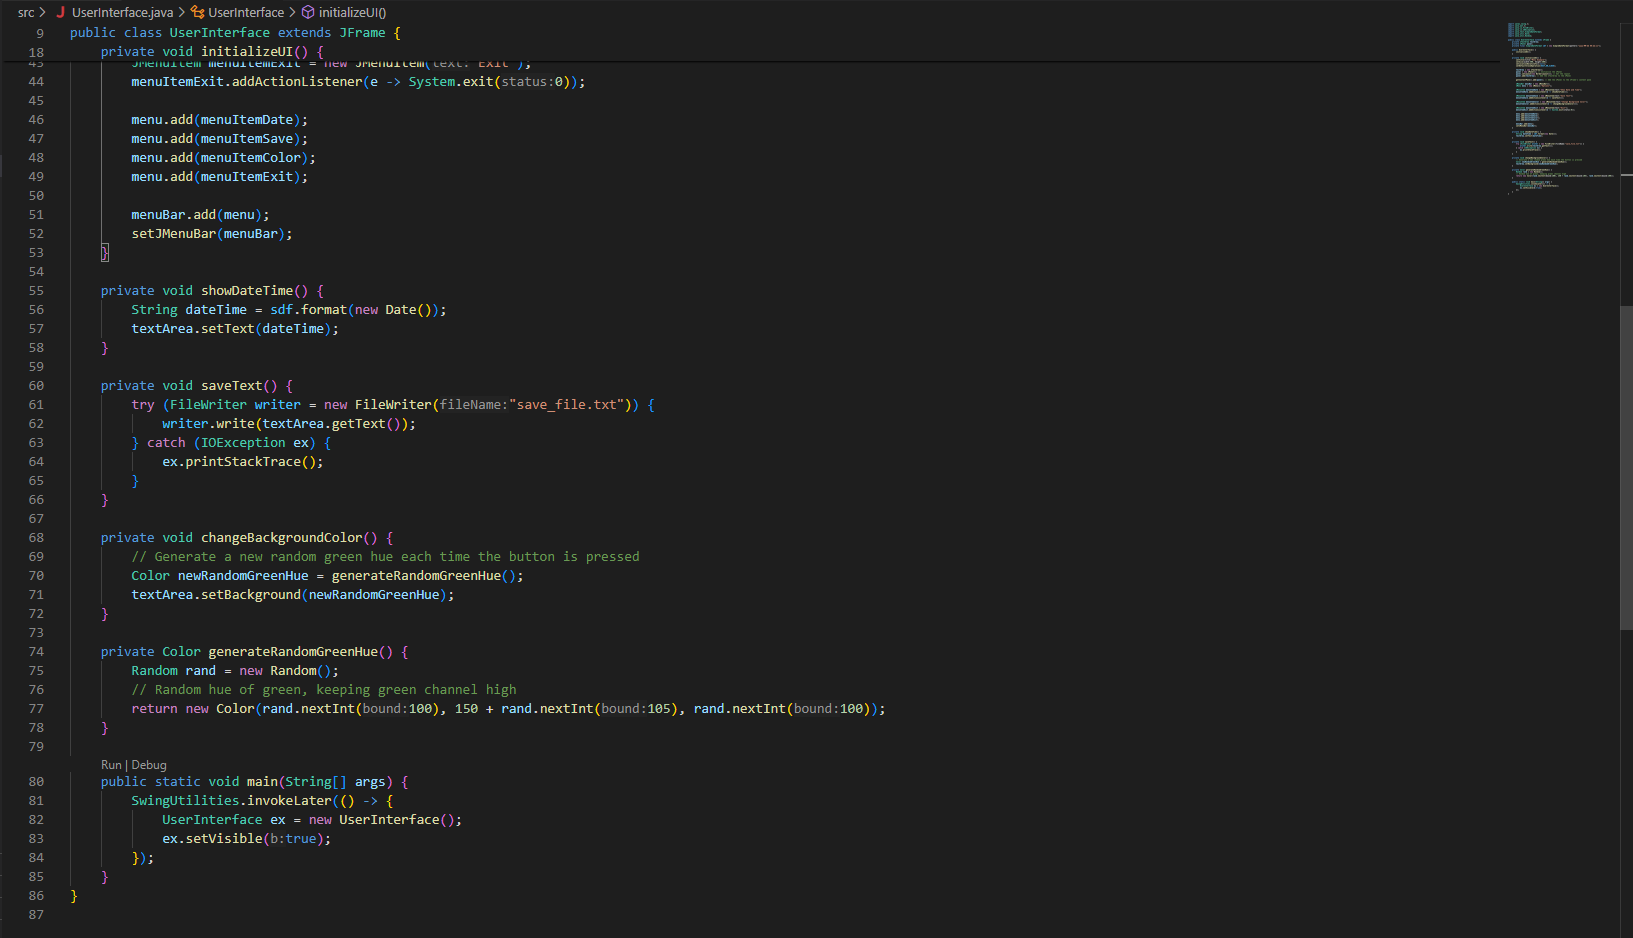 src > J UserInterface.java > UserInterface > initializeUI()
9 public class UserInterface extends JFrame {
18     private void initializeUI() {
43         JMenuItem menuItemExit = new JMenuItem(text:"Exit");
44         menuItemExit.addActionListener(e -> System.exit(status:0));
45
46         menu.add(menuItemDate);
47         menu.add(menuItemSave);
48         menu.add(menuItemColor);
49         menu.add(menuItemExit);
50
51         menuBar.add(menu);
52         setJMenuBar(menuBar);
53     }
54
55     private void showDateTime() {
56         String dateTime = sdf.format(new Date());
57         textArea.setText(dateTime);
58     }
59
60     private void saveText() {
61         try (FileWriter writer = new FileWriter(fileName:"save_file.txt")) {
62             writer.write(textArea.getText());
63         } catch (IOException ex) {
64             ex.printStackTrace();
65         }
66     }
67
68     private void changeBackgroundColor() {
69         // Generate a new random green hue each time the button is pressed
70         Color newRandomGreenHue = generateRandomGreenHue();
71         textArea.setBackground(newRandomGreenHue);
72     }
73
74     private Color generateRandomGreenHue() {
75         Random rand = new Random();
76         // Random hue of green, keeping green channel high
77         return new Color(rand.nextInt(bound:100), 150 + rand.nextInt(bound:105), rand.nextInt(bound:100));
78     }
79
Run | Debug
80     public static void main(String[] args) {
81         SwingUtilities.invokeLater(() -> {
82             UserInterface ex = new UserInterface();
83             ex.setVisible(b:true);
84         });
85     }
86 }
87